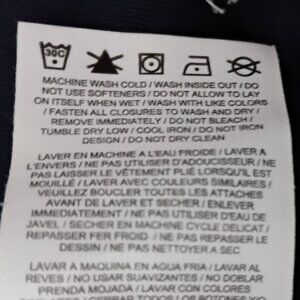 30C
MACHINE WASH COLD / WASH INSIDE OUT / DO
NOT USE SOFTENERS / DO NOT ALLOW TO LAY
ON ITSELF WHEN WET / WASH WITH LIKE COLORS
/ FASTEN ALL CLOSURES TO WASH AND DRY /
REMOVE IMMEDIATELY / DO NOT BLEACH /
TUMBLE DRY LOW / COOL IRON / DO NOT IRON
DESIGN / DO NOT DRY CLEAN
LAVER EN MACHINE A L'EAU FROIDE / LAVER A
L'ENVERS / NE PAS UTILISER D'ADOUCISSEUR / NE
PAS LAISSER LE VÊTEMENT PLIÉ LORSQU'IL EST
MOUILLÉ / LAVER AVEC COULEURS SIMILAIRES /
VEUILLEZ BOUCLER TOUTES LES ATTACHES
AVANT DE LAVER ET SECHER / ENLEVER
IMMEDIATEMENT / NE PAS UTILISER D'EAU DE
JAVEL / SECHER EN MACHINE CYCLE DELICAT /
REPASSER FER FROID / NE PAS REPASSER LE
DESSIN / NE PAS NETTOYER A SEC
LAVAR A MAQUINA EN AGUA FRIA / LAVAR AL
REVES / NO USAR SUAVIZANTES / NO DOBLAR
PRENDA MOJADA / LAVAR CON COLORES